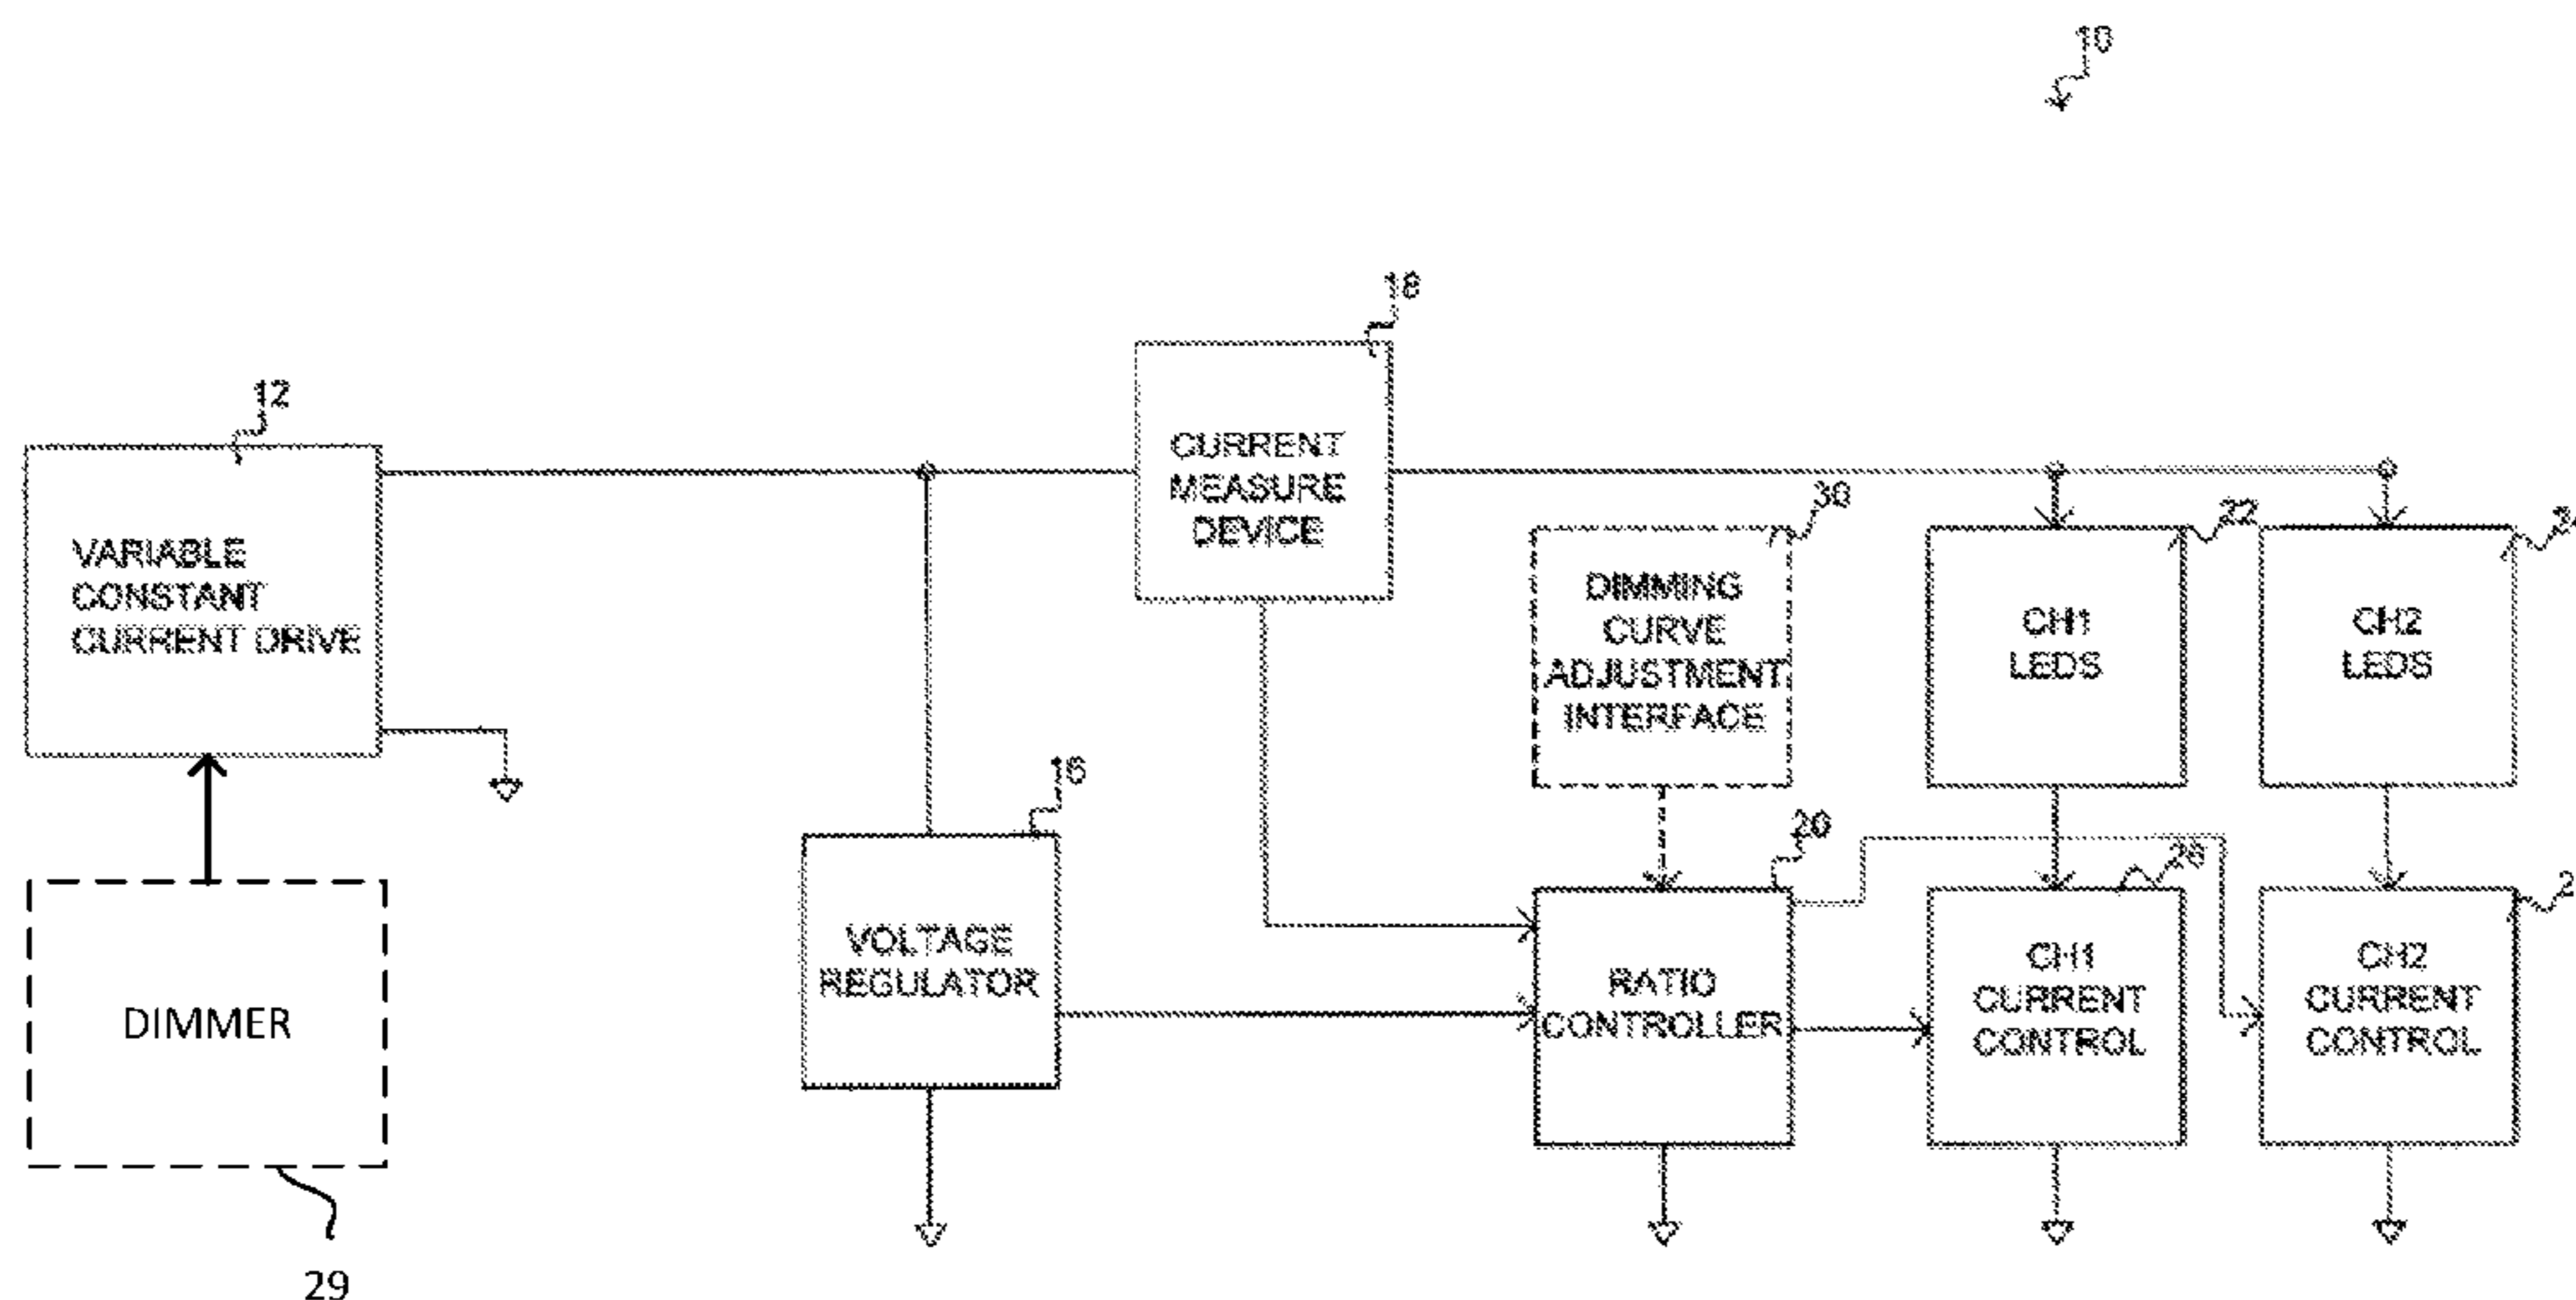 10
18
12
CURRENT
MEASURE
DEVICE
30
22
VARIABLE
CONSTANT
CURRENT DRIVE
DIMMING
CURVE
ADJUSTMENT
INTERFACE
CH1
LEDS
CH2
LEDS
16
20
26
VOLTAGE
REGULATOR
RATIO
CONTROLLER
CH1
CURRENT
CONTROL
CH2
CURRENT
CONTROL
DIMMER
29